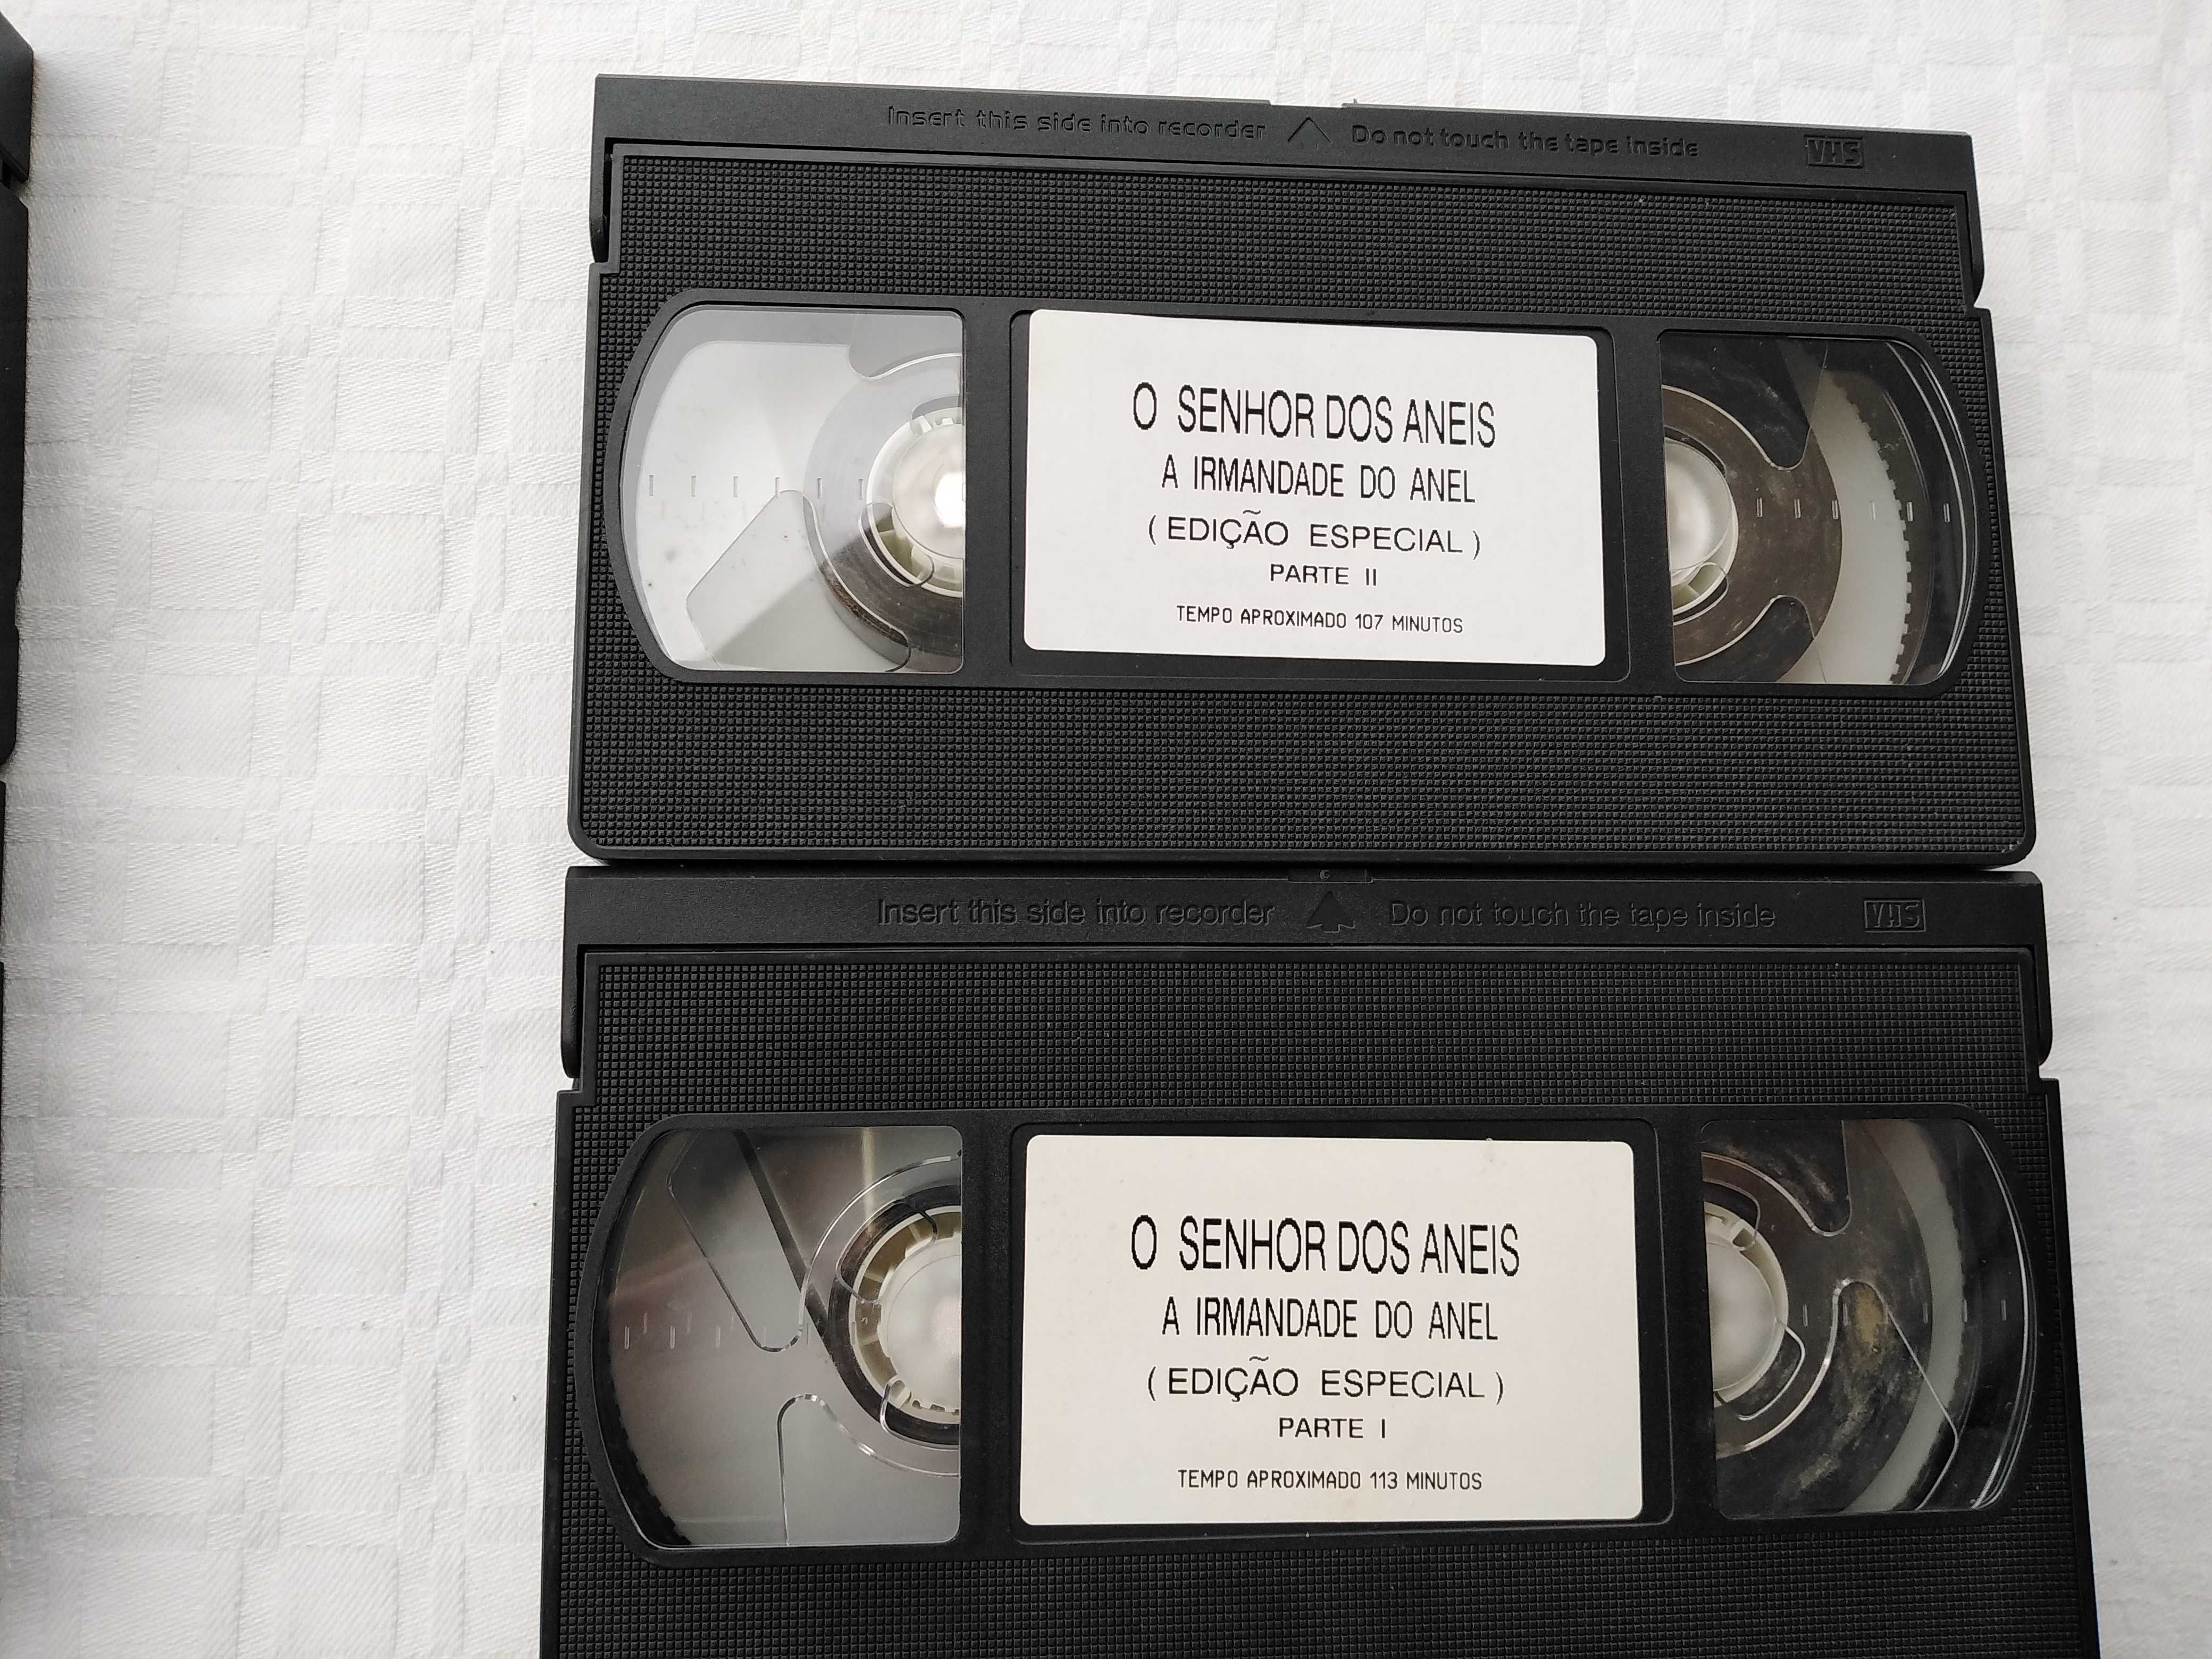 Insert this side into recorder Do not touch the tape inside VHS
O SENHOR DOS ANEIS
A IRMANDADE DO ANEL
( EDIÇÃO ESPECIAL )
PARTE II
TEMPO APROXIMADO 107 MINUTOS
Insert this side into recorder Do not touch the tape inside VHS
O SENHOR DOS ANEIS
A IRMANDADE DO ANEL
( EDIÇÃO ESPECIAL )
PARTE I
TEMPO APROXIMADO 113 MINUTOS